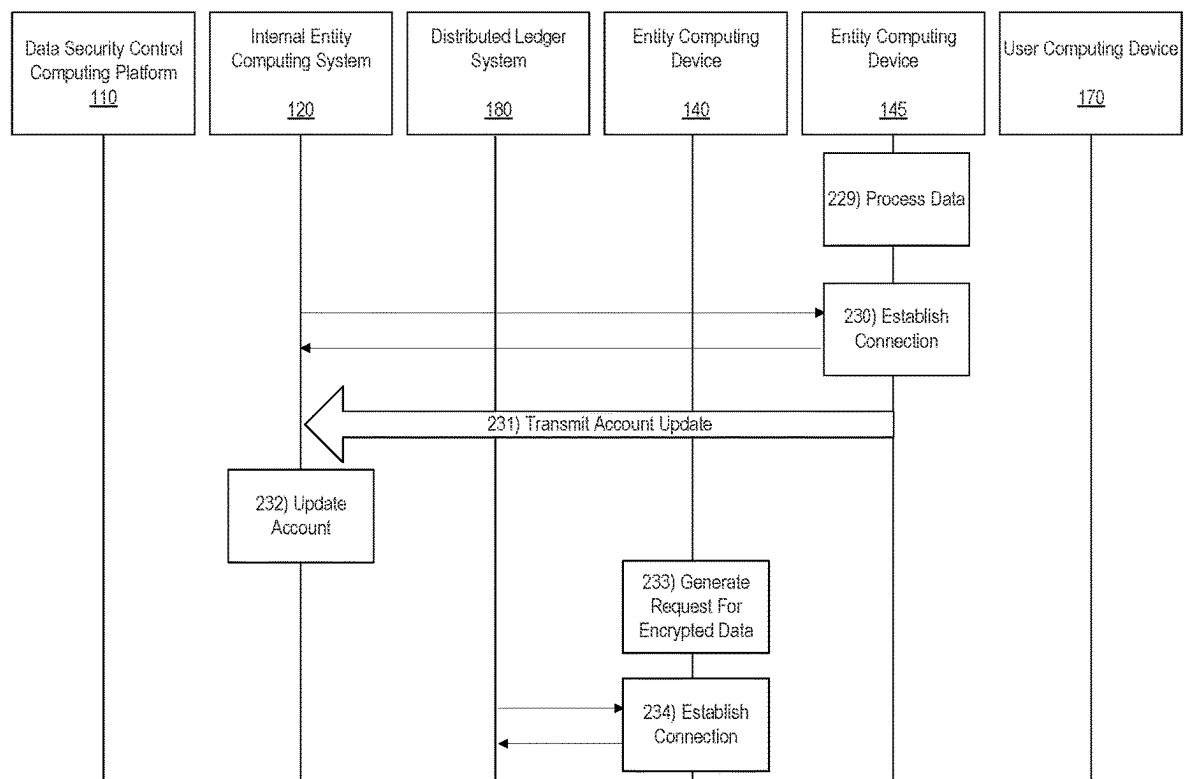 Data Security Control
Computing Platform
110
Internal Entity
Computing System
120
Distributed Ledger
System
180
Entity Computing
Device
140
Entity Computing
Device
145
User Computing Device
170
229) Process Data
230) Establish
Connection
231) Transmit Account Update
232) Update
Account
233) Generate
Request For
Encrypted Data
234) Establish
Connection